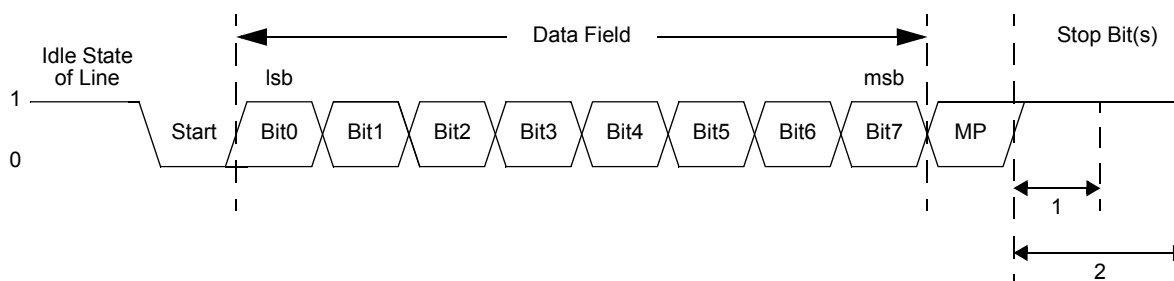 Data Field
Stop Bit(s)
Idle State
of Line
lsb
msb
1
Start
Bit0
Bit1
Bit2
Bit3
Bit4
Bit5
Bit6
Bit7
MP
0
1
2